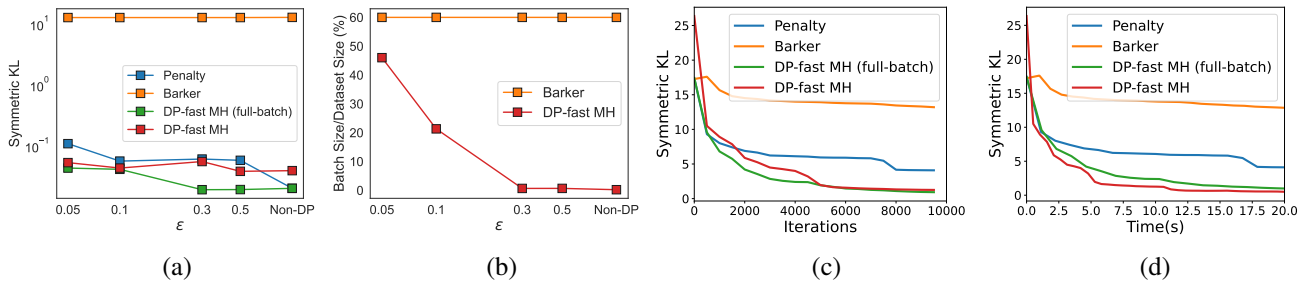 Symmetric KL
10^1
10^0
10^-1
Penalty
Barker
DP-fast MH (full-batch)
DP-fast MH
0.05
0.1
0.3
0.5
Non-DP
ε
(a)
Batch Size/Dataset Size (%)
60
50
40
30
20
10
0
Barker
DP-fast MH
0.05
0.1
0.3
0.5
Non-DP
ε
(b)
Symmetric KL
25
20
15
10
5
0
Penalty
Barker
DP-fast MH (full-batch)
DP-fast MH
0
2000
4000
6000
8000
10000
Iterations
(c)
Symmetric KL
25
20
15
10
5
0
Penalty
Barker
DP-fast MH (full-batch)
DP-fast MH
0.0
2.5
5.0
7.5
10.0
12.5
15.0
17.5
20.0
Time(s)
(d)